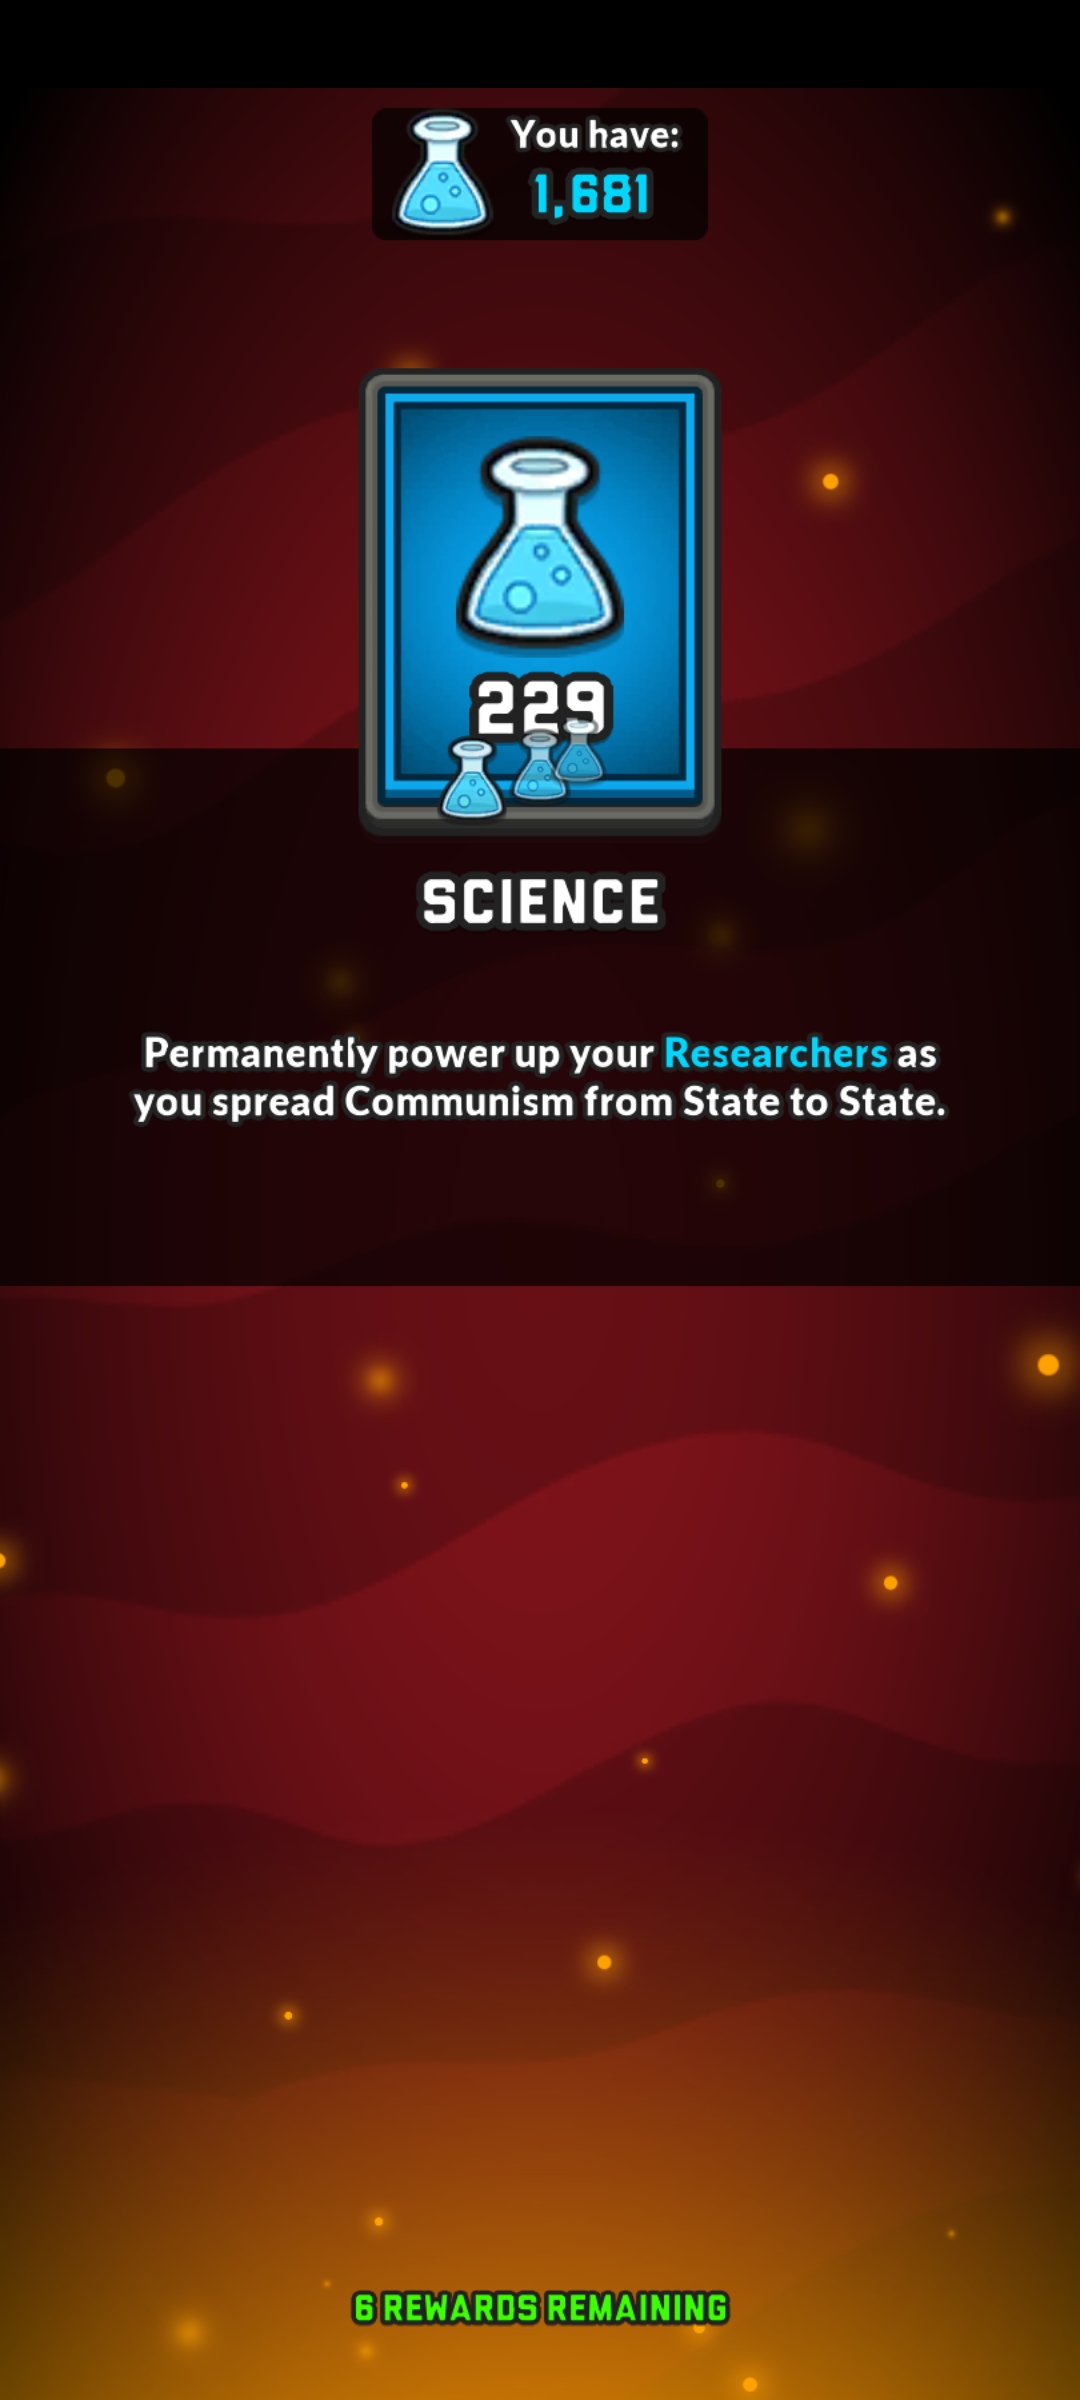 You have:
1,681
229
SCIENCE
Permanently power up your Researchers as
you spread Communism from State to State.
6 REWARDS REMAINING